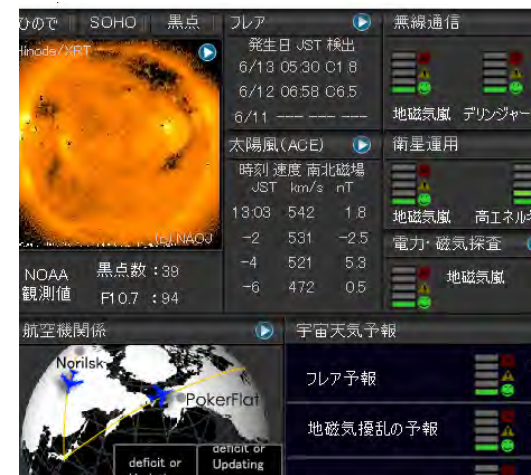 ひので SOHO 黒点
Hinode/XRT
(c)NAOJ
NOAA
観測値
黒点数:39
F10.7 :94
フレア
発生日 JST 検出
6/13 05:30 C1.8
6/12 06:58 C6.5
6/11 --- --- ---
太陽風(ACE)
時刻 速度 南北磁場
JST km/s nT
13:03 542 1.8
-2 531 -2.5
-4 521 5.3
-6 472 0.5
無線通信
地磁気嵐 デリンジャー
衛星運用
地磁気嵐 高エネル
電力・磁気探査
地磁気嵐
航空機関係
Norilsk
PokerFlat
deficit or
deficit or
Updating
宇宙天気予報
フレア予報
地磁気擾乱の予報